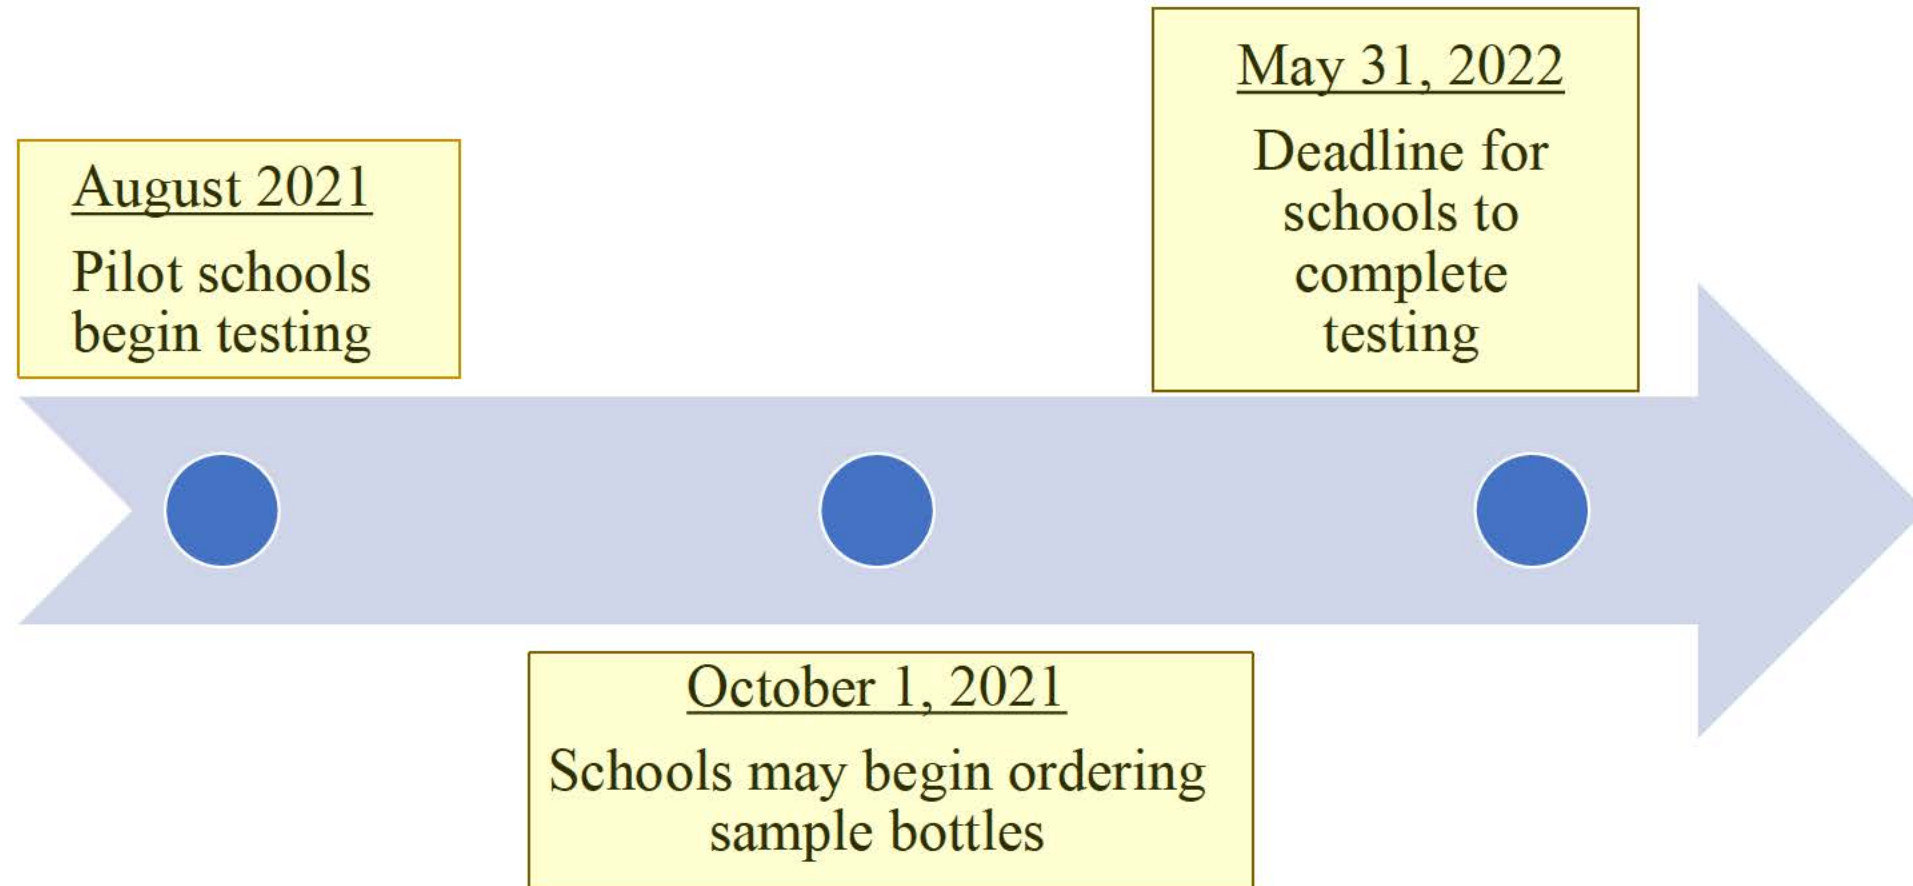 August 2021
Pilot schools
begin testing
October 1, 2021
Schools may begin ordering
sample bottles
May 31, 2022
Deadline for
schools to
complete
testing